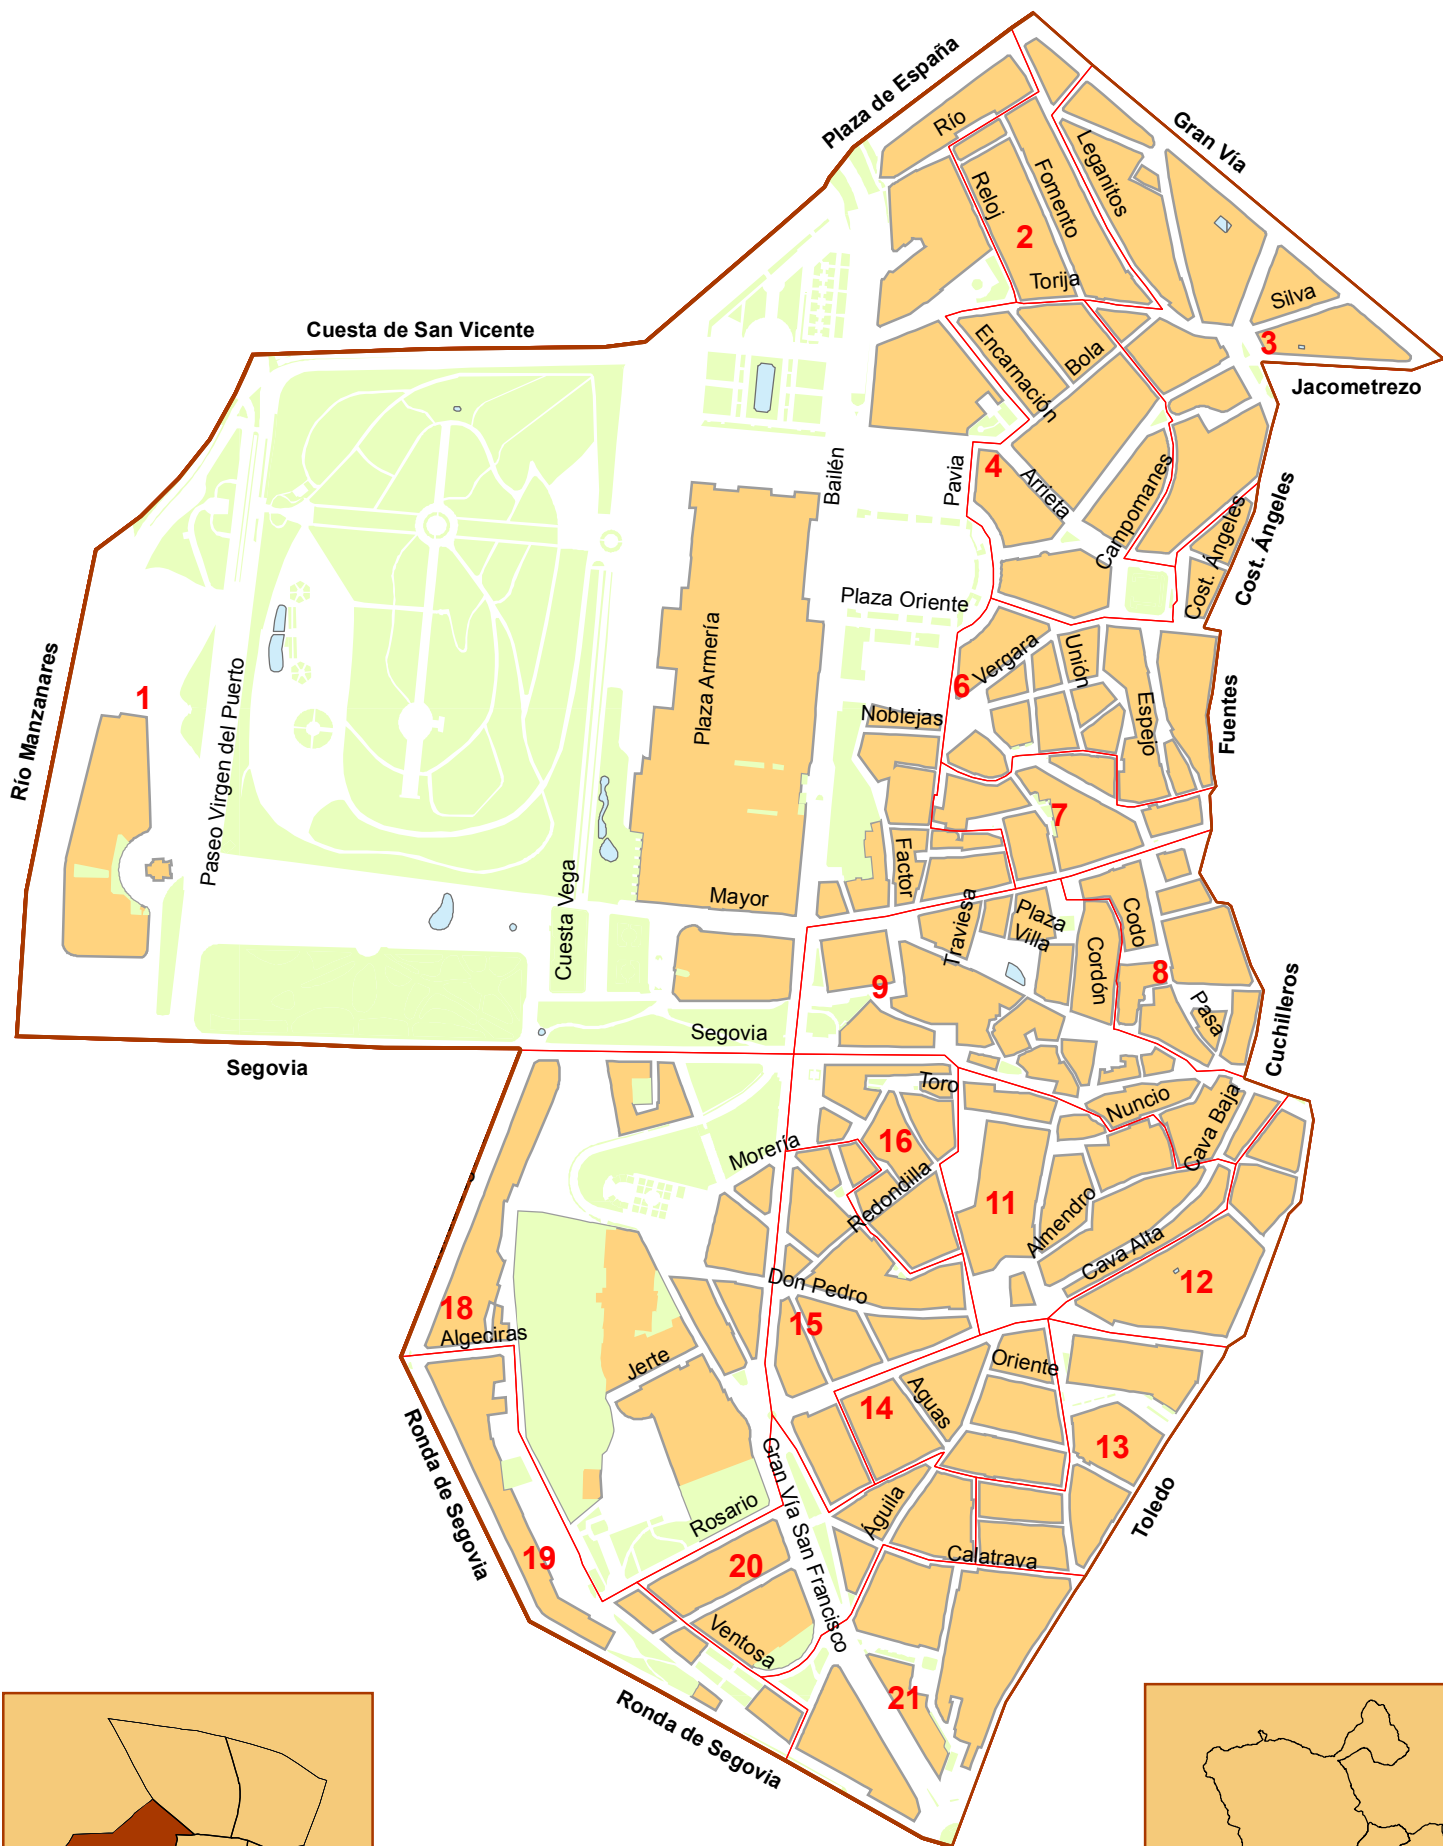 Plaza de España
Gran Vía
Río
Leganitos
Fomento
Reloj
2
Torija
Silva
Cuesta de San Vicente
3
Encarnación
Bola
Jacometrezo
Bailén
Pavia
4
Arrieta
Campomanes
Cost. Ángeles
Cost. Ángeles
Plaza Oriente
Plaza Armería
Río Manzanares
1
Paseo Virgen del Puerto
6
Vergara
Unión
Espejo
Fuentes
Noblejas
7
Factor
Mayor
Cuesta Vega
Traviesa
Plaza
Villa
Codo
Cordón
8
9
Pasa
Cuchilleros
Segovia
Segovia
Toro
Nuncio
Cava Baja
Morería
16
Redondilla
11
Almendro
Cava Alta
12
Don Pedro
18
Algeciras
15
Jerte
Oriente
Aguas
14
13
Ronda de Segovia
Gran Vía San Francisco
Toledo
Rosario
Águila
19
20
Calatrava
Ventosa
21
Ronda de Segovia